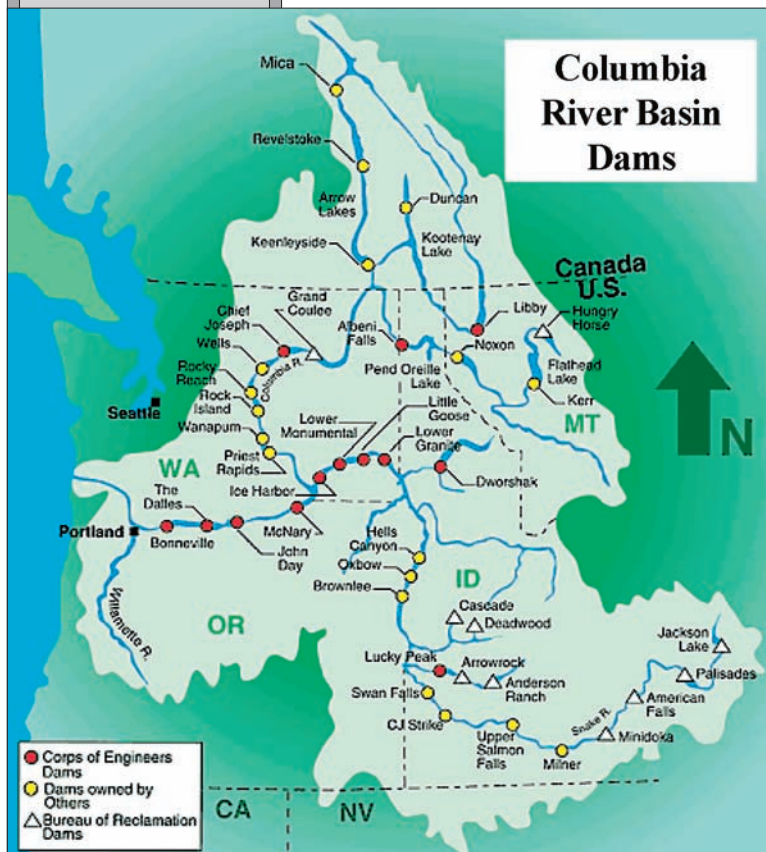 Columbia
River Basin
Dams
Mica
Revelstoke
Arrow
Lakes
Duncan
Kootenay
Lake
Keenleyside
Canada
U.S.
Grand
Coulee
Chief
Joseph
Albeni
Falls
Libby
Hungry
Horse
Wells
Noxon
Columbia R.
Pend Oreille
Lake
Flathead
Lake
Rocky
Reach
Kerr
Rock
Island
Seattle
Little
Goose
Lower
Monumental
Lower
Granite
MT
N
Wanapum
WA
Priest
Rapids
Ice Harbor
Dworshak
The
Dalles
Portland
Bonneville
McNary
John
Day
Hells
Canyon
Oxbow
Brownlee
ID
Willamette R.
OR
Cascade
Deadwood
Jackson
Lake
Lucky Peak
Arrowrock
Palisades
Anderson
Ranch
Swan Falls
American
Falls
CJ Strike
Snake R.
Upper
Salmon
Falls
Minidoka
Milner
Corps of Engineers
Dams
Dams owned by
Others
Bureau of Reclamation
Dams
CA
NV